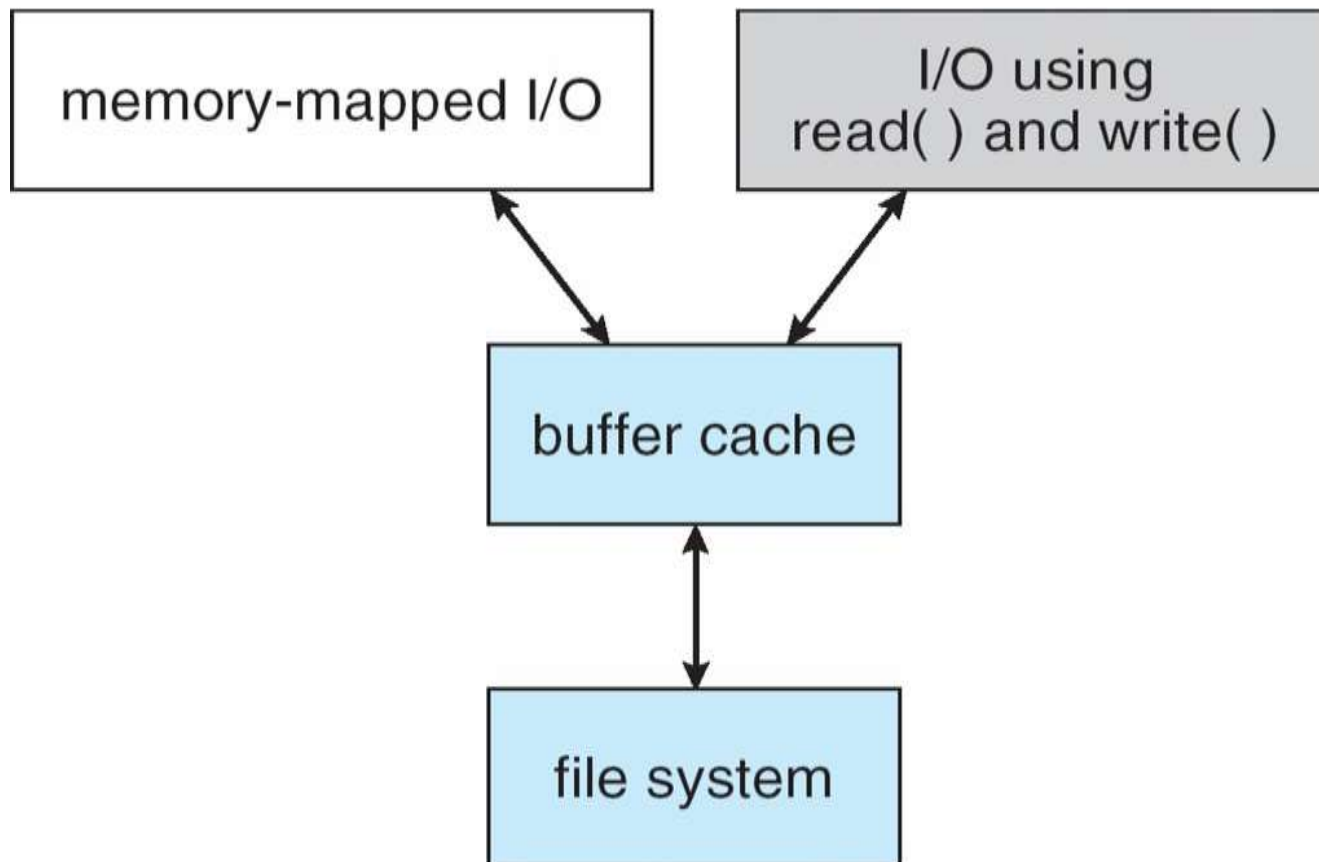 memory-mapped I/O
I/O using
read( ) and write( )
buffer cache
file system